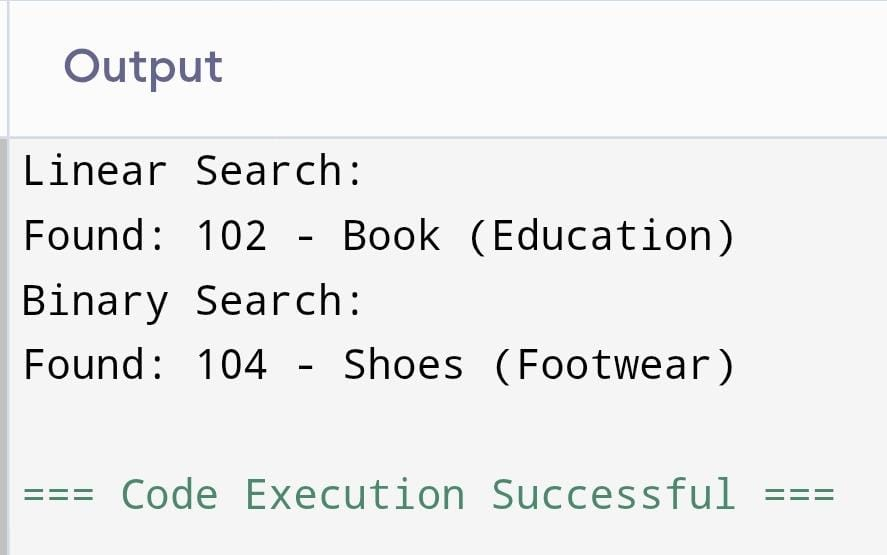 Output
Linear Search:
Found: 102 - Book (Education)
Binary Search:
Found: 104 - Shoes (Footwear)
=== Code Execution Successful ===